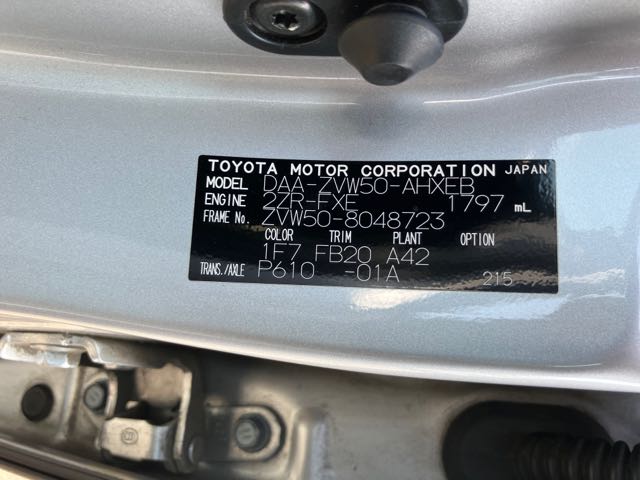 TOYOTA MOTOR CORPORATION JAPAN
MODEL DAA-ZVW50-AHXEB
ENGINE 2ZR-FXE 1797 mL
FRAME No. ZVW50-8048723
COLOR TRIM PLANT OPTION
1F7 FB20 A42
TRANS./AXLE P610 -01A 215